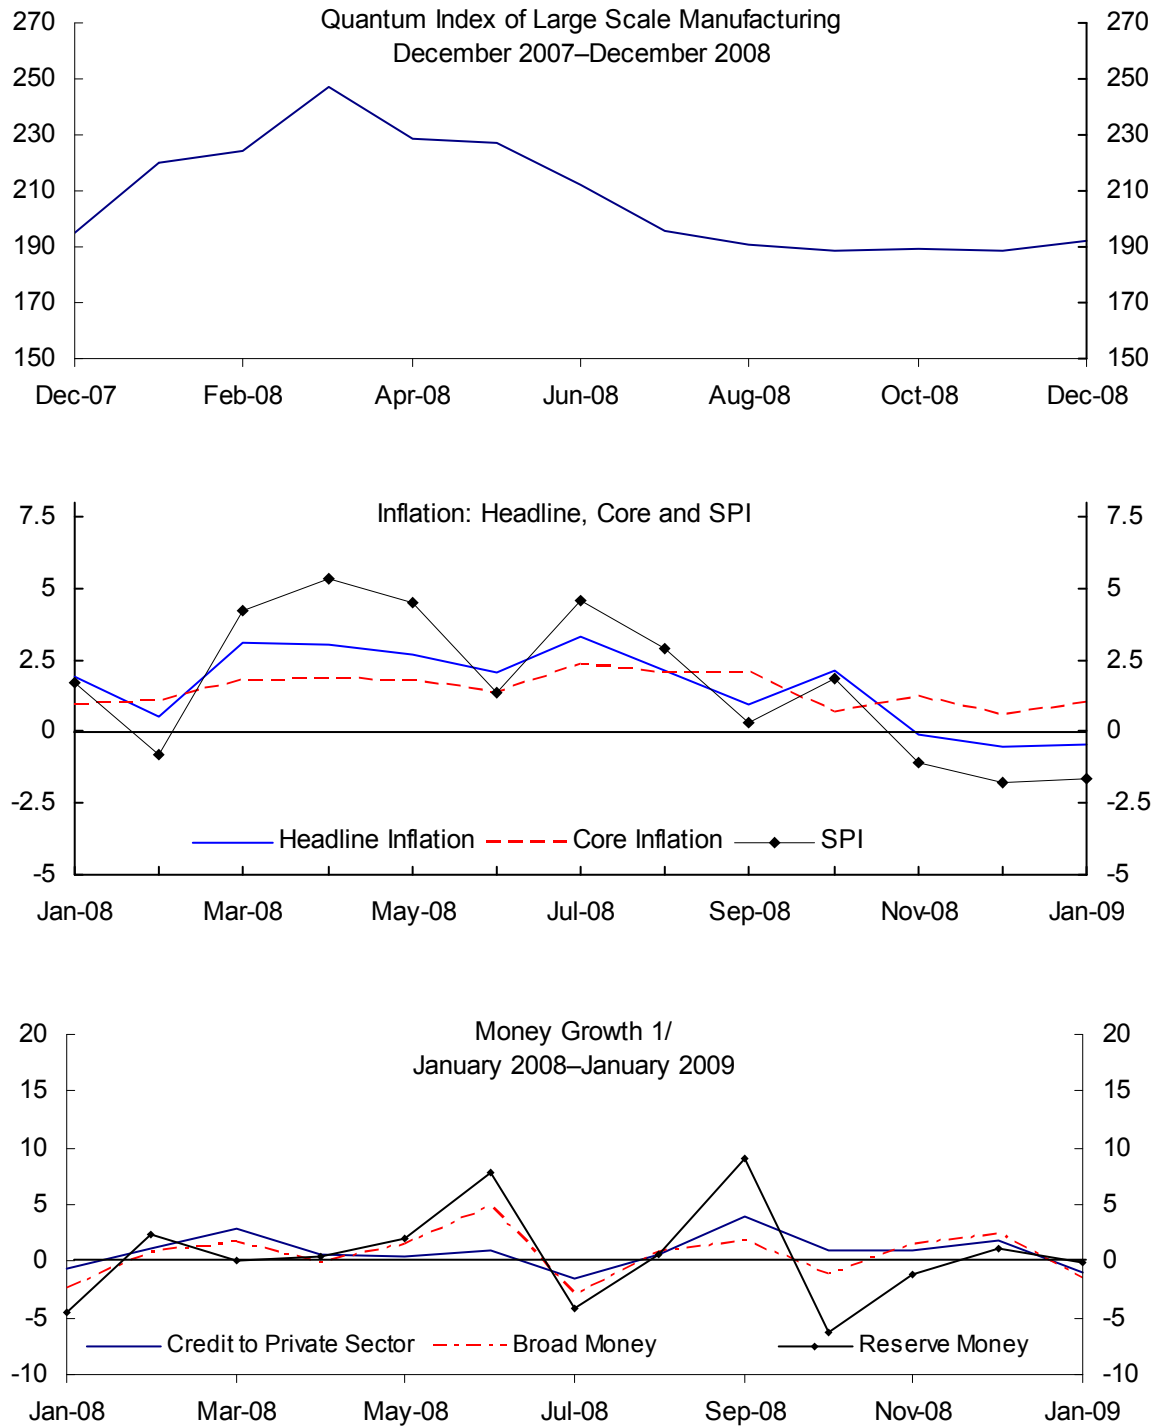 Quantum Index of Large Scale Manufacturing
December 2007–December 2008
270 270
250 250
230 230
210 210
190 190
170 170
150 150
Dec-07 Feb-08 Apr-08 Jun-08 Aug-08 Oct-08 Dec-08
Inflation: Headline, Core and SPI
7.5 7.5
5 5
2.5 2.5
0 0
-2.5 -2.5
Headline Inflation Core Inflation SPI
-5 -5
Jan-08 Mar-08 May-08 Jul-08 Sep-08 Nov-08 Jan-09
Money Growth 1/
January 2008–January 2009
20 20
15 15
10 10
5 5
0 0
-5 -5
Credit to Private Sector Broad Money Reserve Money
-10 -10
Jan-08 Mar-08 May-08 Jul-08 Sep-08 Nov-08 Jan-09